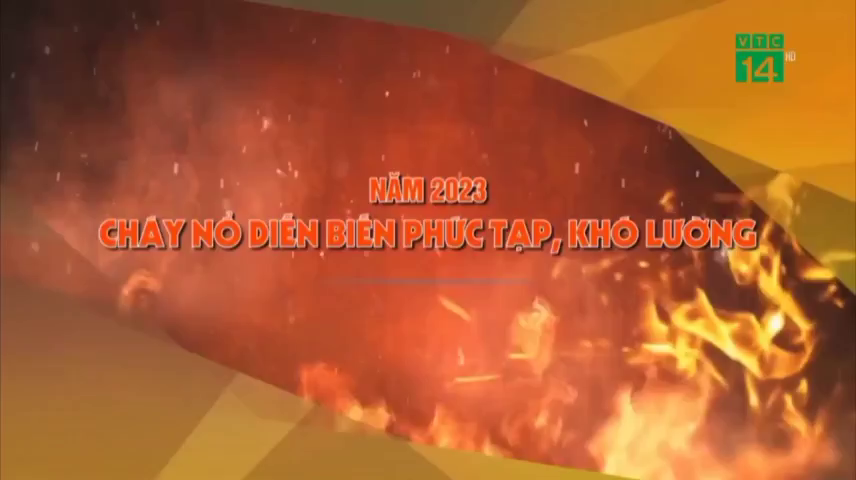 VTC
14 HD
NĂM 2023
CHÁY NỔ DIỄN BIẾN PHỨC TẠP, KHÓ LƯỜNG